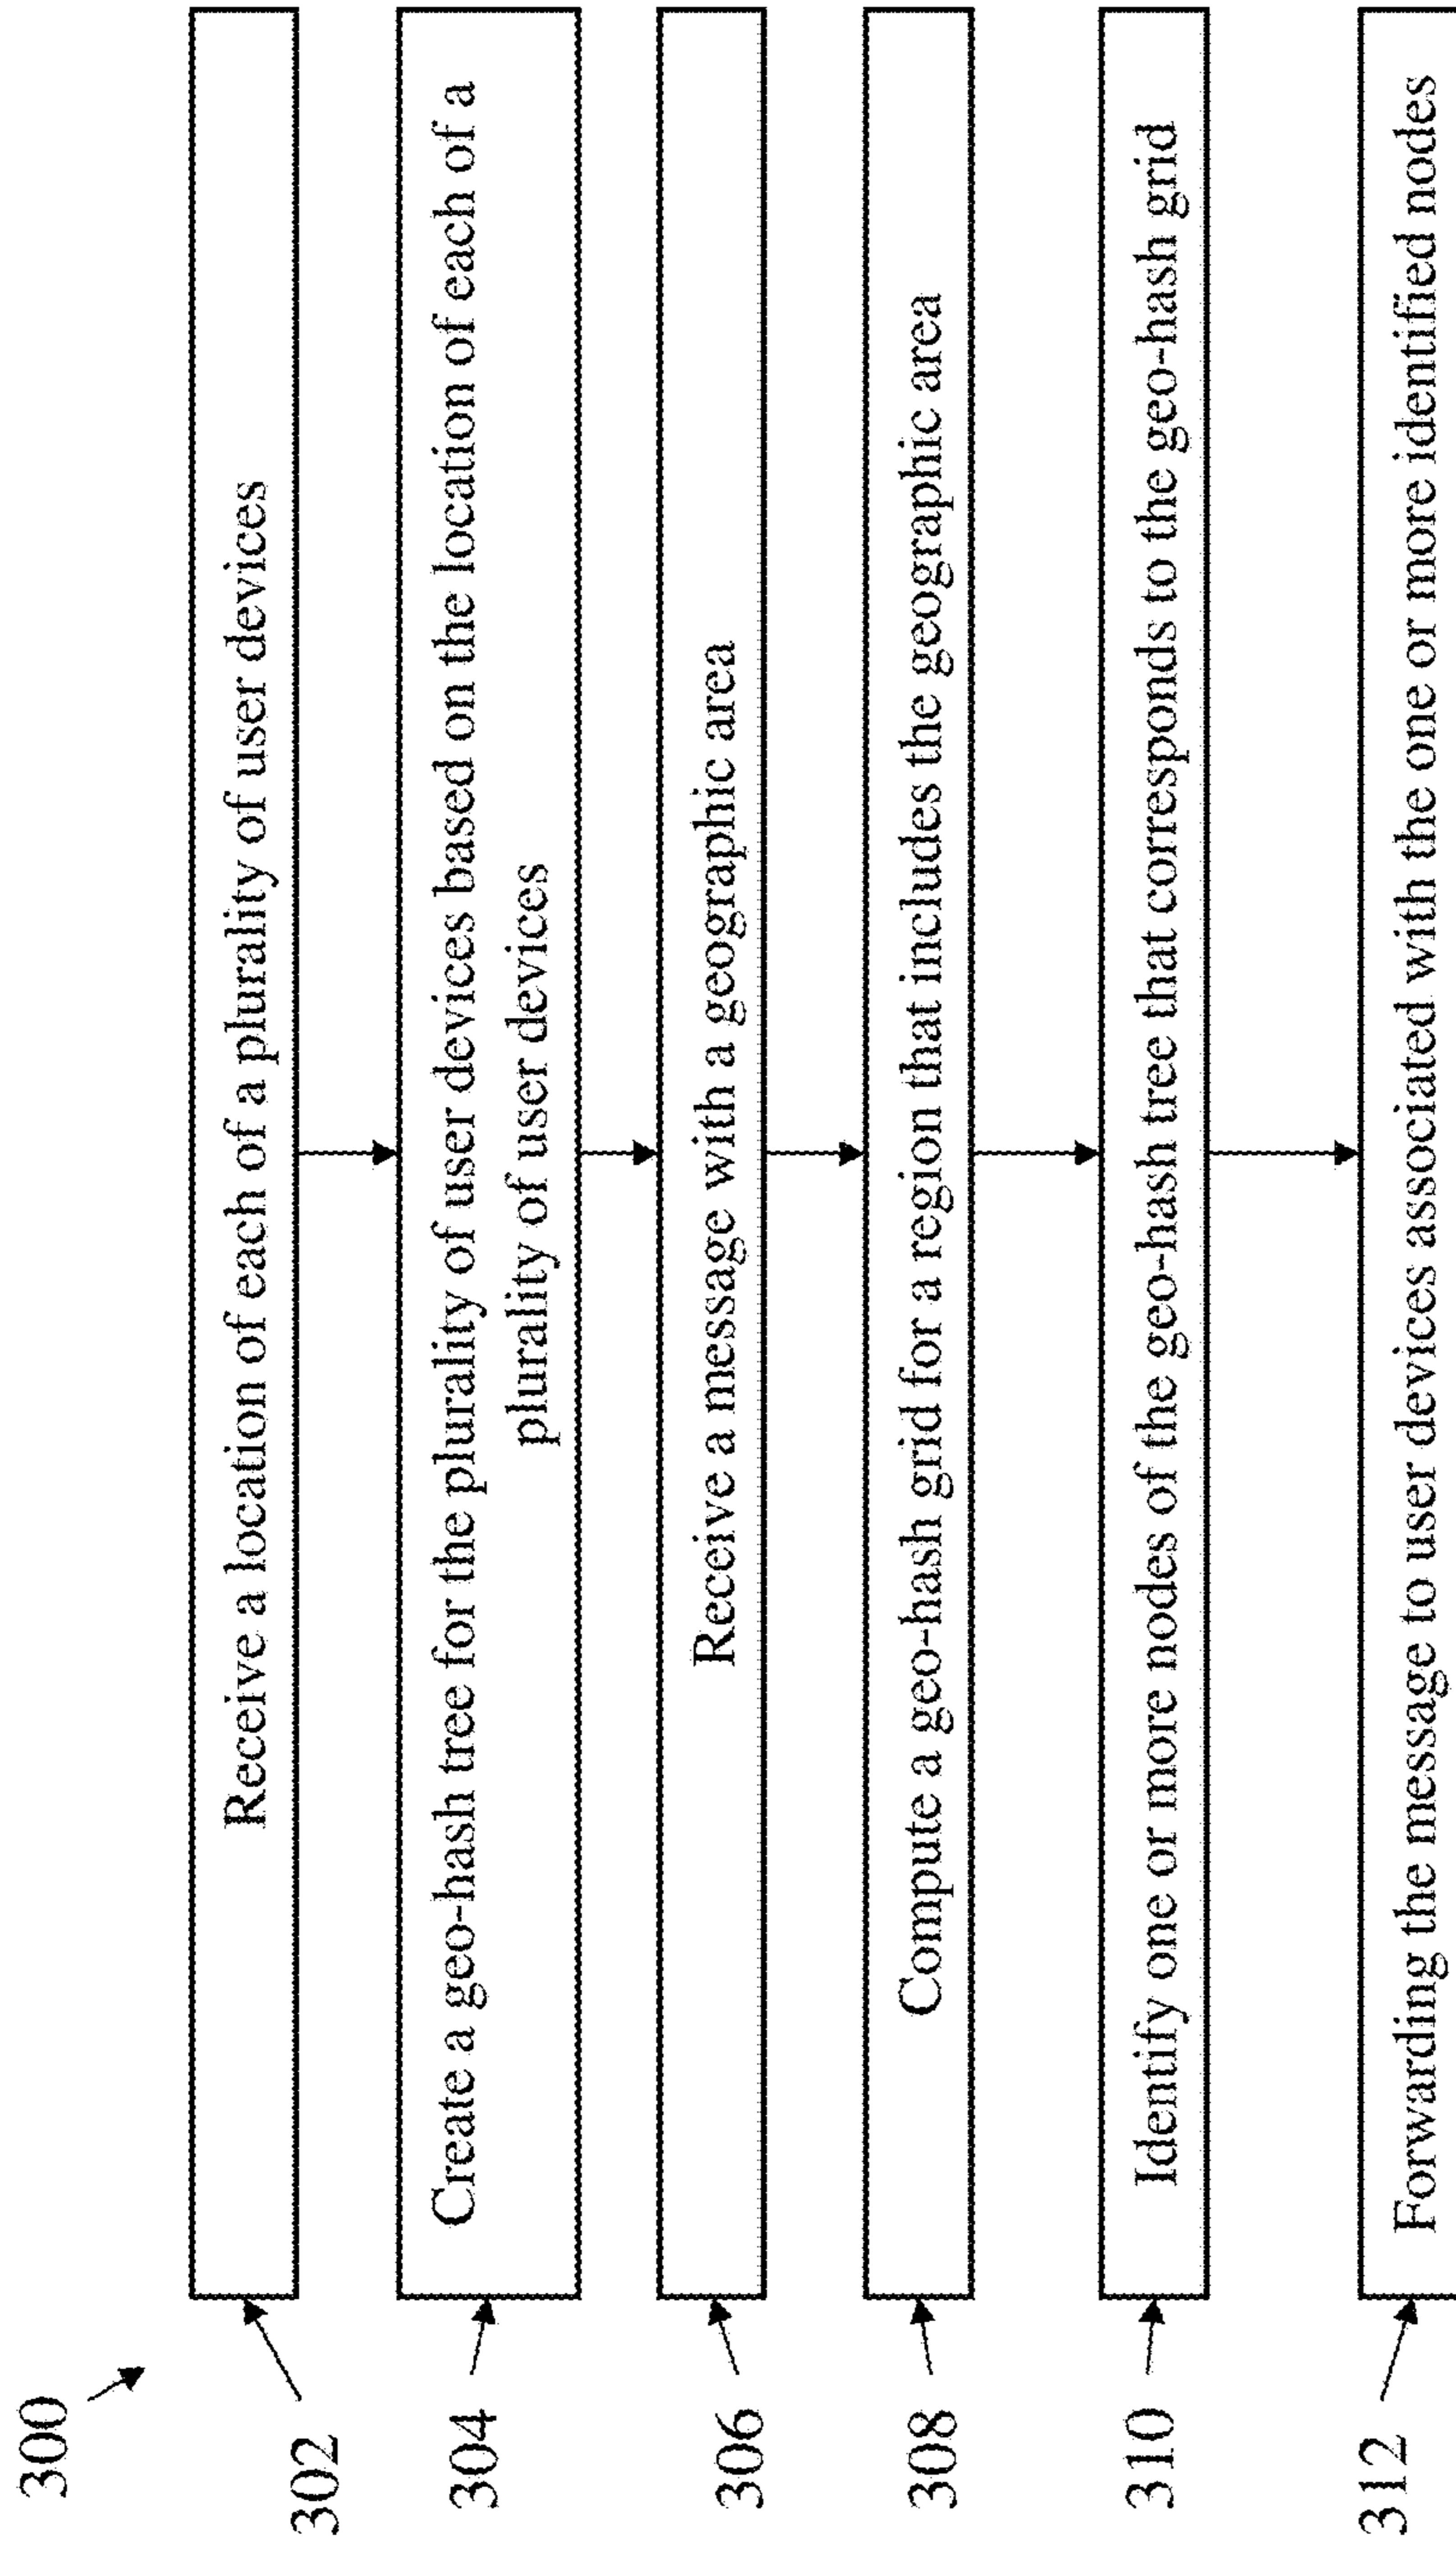 300
302
Receive a location of each of a plurality of user devices
304
Create a geo-hash tree for the plurality of user devices based on the location of each of a
plurality of user devices
306
Receive a message with a geographic area
308
Compute a geo-hash grid for a region that includes the geographic area
310
Identify one or more nodes of the geo-hash tree that corresponds to the geo-hash grid
312
Forwarding the message to user devices associated with the one or more identified nodes